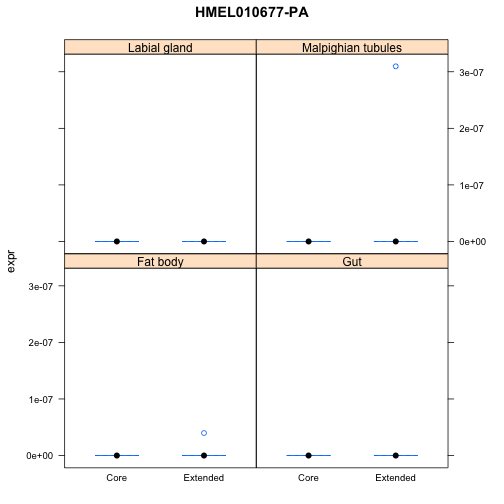 HMEL010677-PA
Labial gland
Malpighian tubules
3e-07
2e-07
1e-07
0e+00
expr
Fat body
Gut
3e-07
2e-07
1e-07
0e+00
Core
Extended
Core
Extended